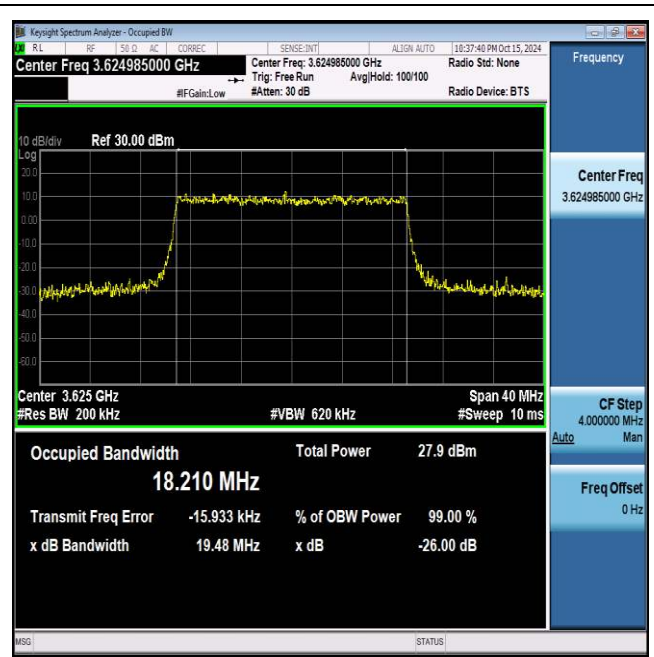 Keysight Spectrum Analyzer - Occupied BW
RL RF 50 Ω AC CORREC SENSE:INT ALIGN AUTO 10:37:40 PM Oct 15, 2024
Center Freq 3.624985000 GHz
#IFGain:Low
Center Freq: 3.624985000 GHz
Trig: Free Run Avg|Hold: 100/100
#Atten: 30 dB
Radio Std: None
Radio Device: BTS
Frequency
10 dB/div Ref 30.00 dBm
Log
20.0
10.0
0.00
-10.0
-20.0
-30.0
-40.0
-50.0
-60.0
Center 3.625 GHz Span 40 MHz
#Res BW 200 kHz #VBW 620 kHz #Sweep 10 ms
Center Freq
3.624985000 GHz
CF Step
4.000000 MHz
Auto Man
Freq Offset
0 Hz
Occupied Bandwidth Total Power 27.9 dBm
18.210 MHz
Transmit Freq Error -15.933 kHz % of OBW Power 99.00 %
x dB Bandwidth 19.48 MHz x dB -26.00 dB
MSG STATUS